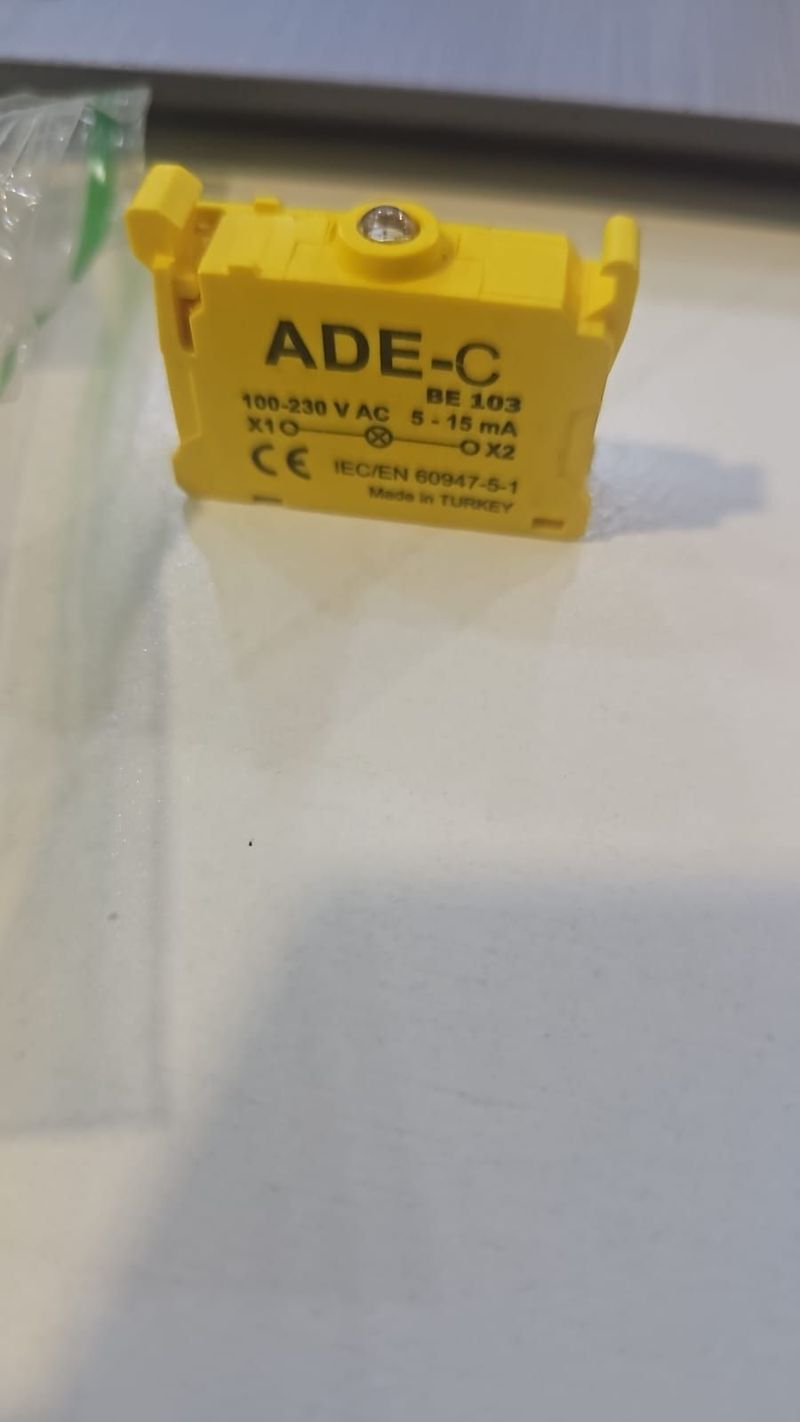 ADE-C
BE 103
100-230 V AC 5 - 15 mA
X1 X2
CE IEC/EN 60947-5-1
Made in TURKEY